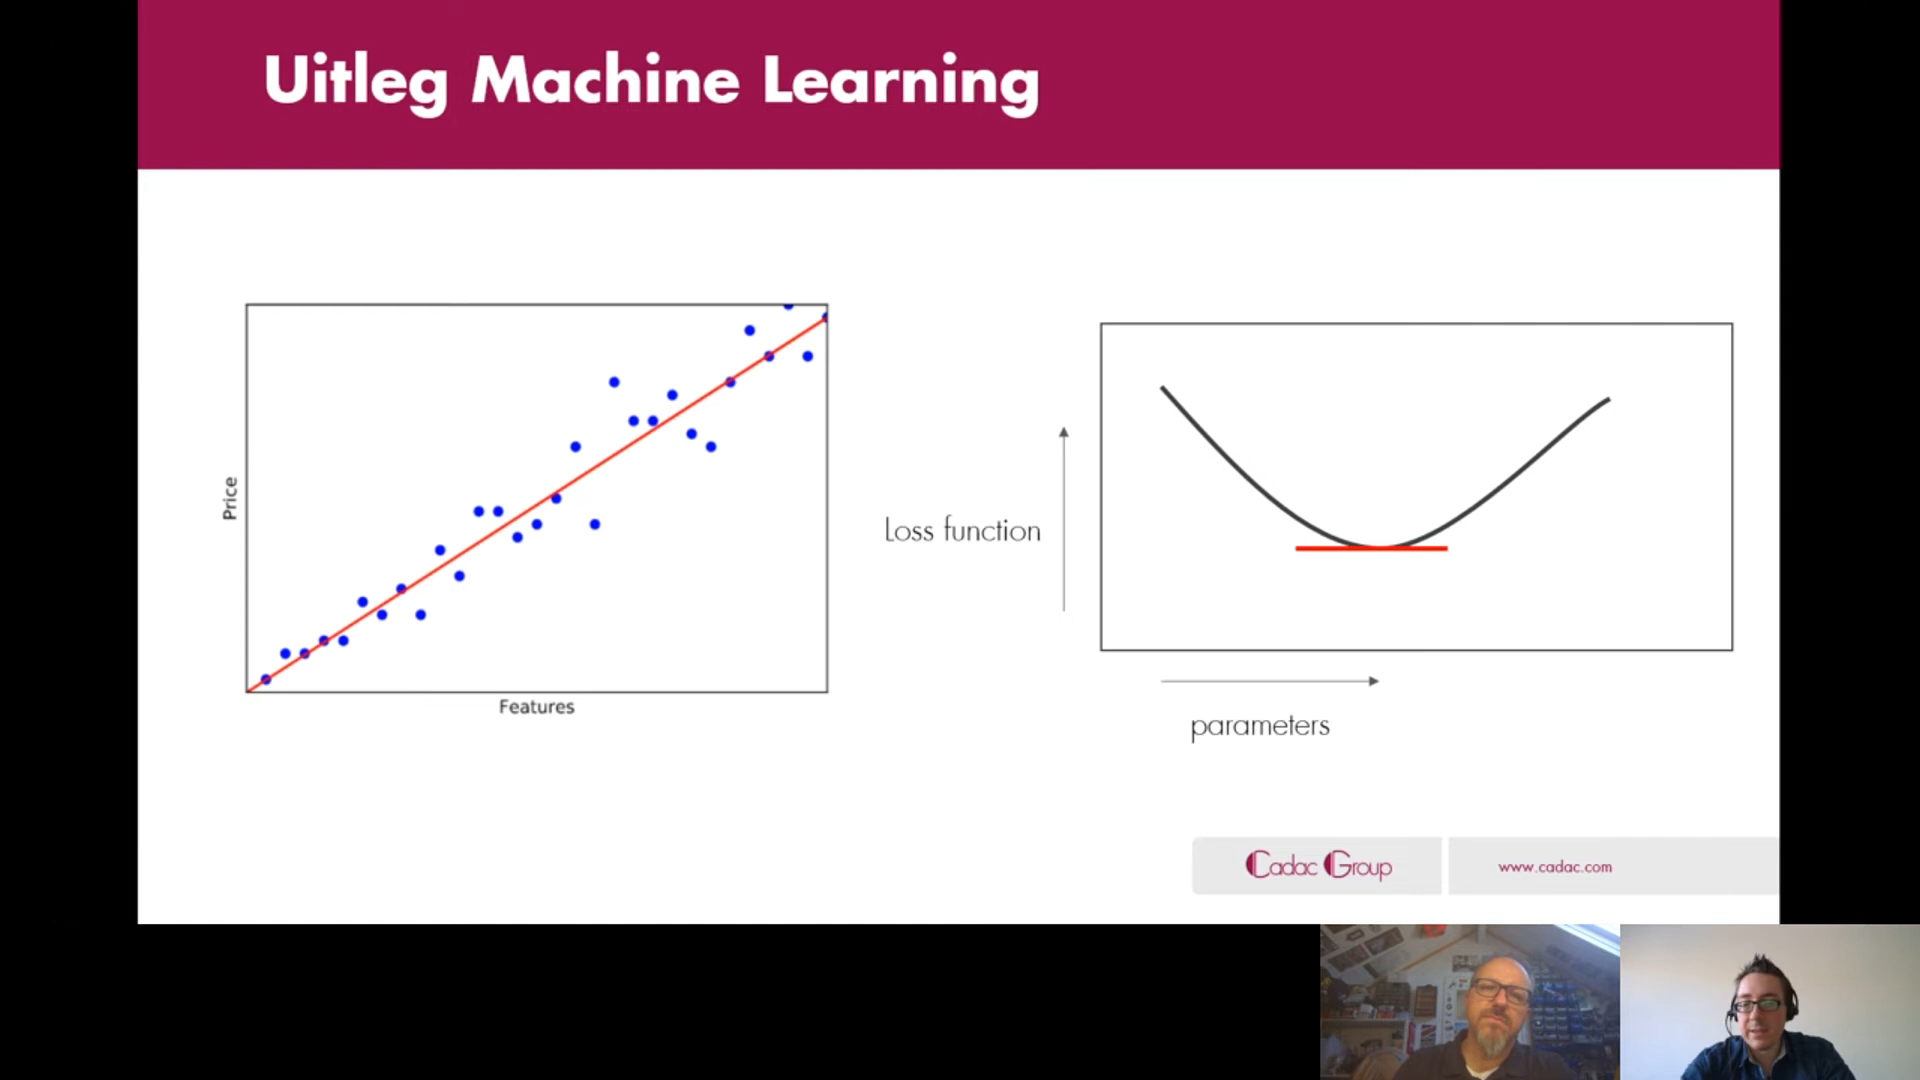 Uitleg Machine Learning
Price
Features
Loss function
parameters
Cadac Group
www.cadac.com